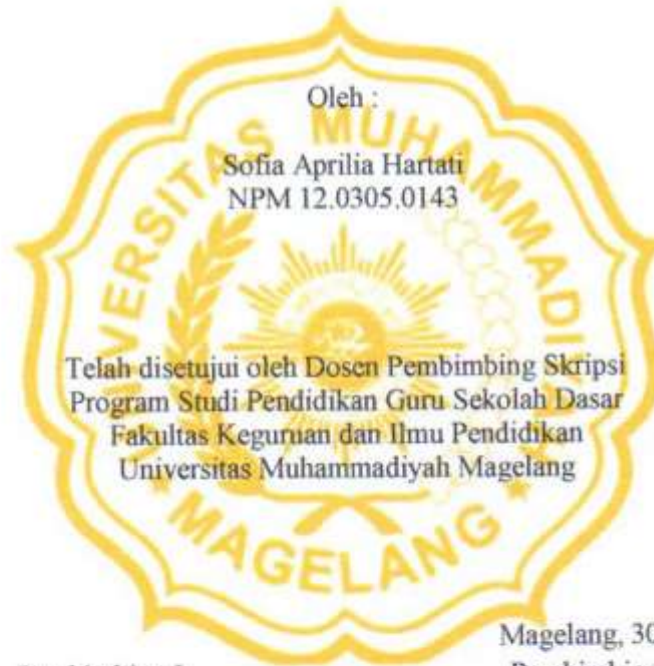 Oleh :
Sofia Aprilia Hartati
NPM 12.0305.0143
Telah disetujui oleh Dosen Pembimbing Skripsi
Program Studi Pendidikan Guru Sekolah Dasar
Fakultas Keguruan dan Ilmu Pendidikan
Universitas Muhammadiyah Magelang
UNIVERSITAS MUHAMMADIYAH
MAGELANG
Magelang, 30